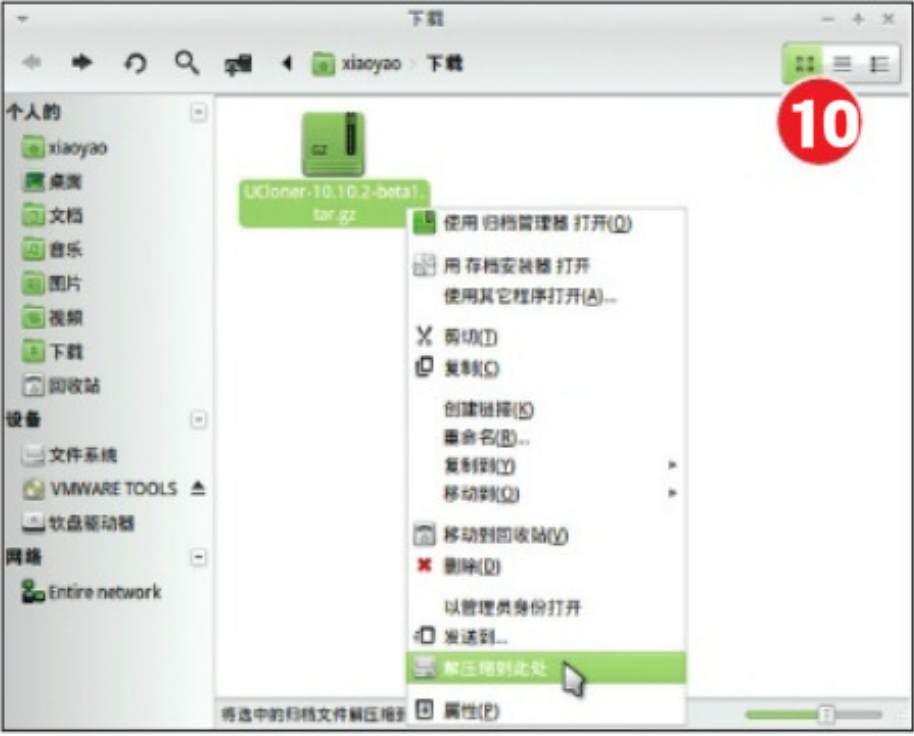 下载
xiaoyao 下载
10
个人的
xiaoyao
桌面
文档
音乐
图片
视频
下载
回收站
设备
文件系统
VMWARE TOOLS
软盘驱动器
网络
Entire network
GZ
UCloner-10.10.2-beta1.
tar.gz
使用 归档管理器 打开(O)
用 存档安装器 打开
使用其它程序打开(A)...
剪切(T)
复制(C)
创建链接(K)
重命名(R)...
复制到(Y)
移动到(O)
移动到回收站(V)
删除(D)
以管理员身份打开
发送到...
解压缩到此处
属性(P)
将选中的归档文件解压缩到